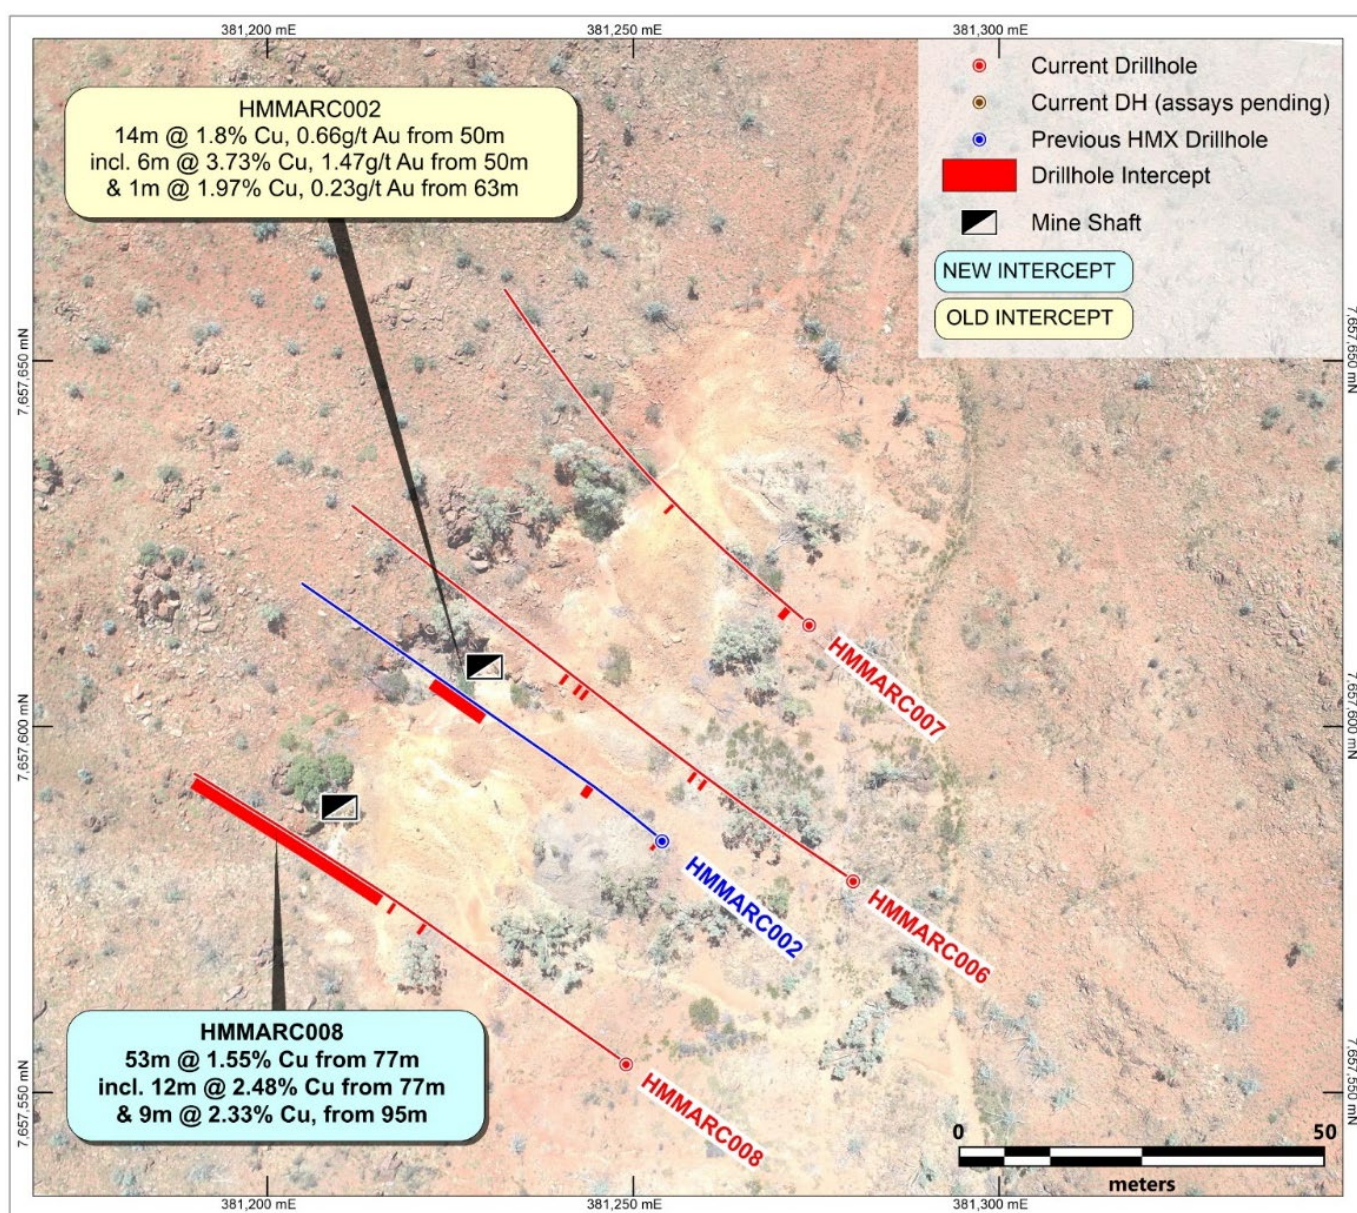 381,200 mE
381,250 mE
381,300 mE
HMMARC002
14m @ 1.8% Cu, 0.66g/t Au from 50m
incl. 6m @ 3.73% Cu, 1.47g/t Au from 50m
& 1m @ 1.97% Cu, 0.23g/t Au from 63m
Current Drillhole
Current DH (assays pending)
Previous HMX Drillhole
Drillhole Intercept
Mine Shaft
NEW INTERCEPT
OLD INTERCEPT
7,657,650 mN
7,657,650 mN
HMMARC007
7,657,600 mN
7,657,600 mN
HMMARC002
HMMARC006
HMMARC008
53m @ 1.55% Cu from 77m
incl. 12m @ 2.48% Cu from 77m
& 9m @ 2.33% Cu, from 95m
HMMARC008
7,657,550 mN
7,657,550 mN
0
50
meters
381,200 mE
381,250 mE
381,300 mE